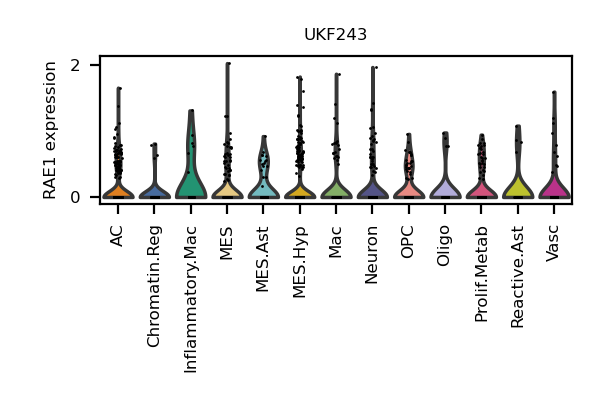 UKF243
RAE1 expression
2
0
AC
Chromatin.Reg
Inflammatory.Mac
MES
MES.Ast
MES.Hyp
Mac
Neuron
OPC
Oligo
Prolif.Metab
Reactive.Ast
Vasc